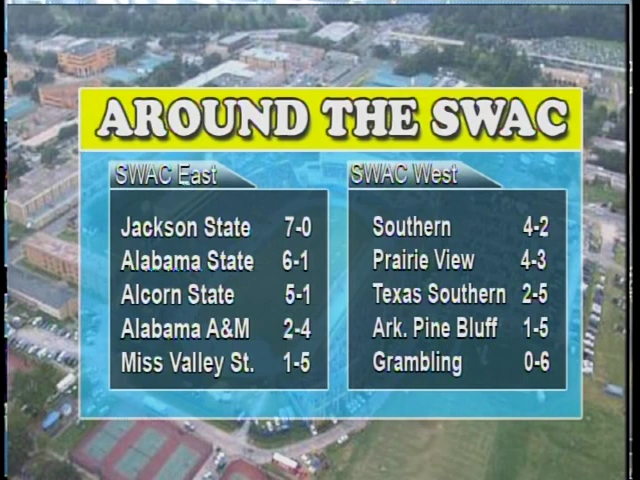 AROUND THE SWAC
SWAC East
Jackson State 7-0
Alabama State 6-1
Alcorn State 5-1
Alabama A&M 2-4
Miss Valley St. 1-5
SWAC West
Southern 4-2
Prairie View 4-3
Texas Southern 2-5
Ark. Pine Bluff 1-5
Grambling 0-6